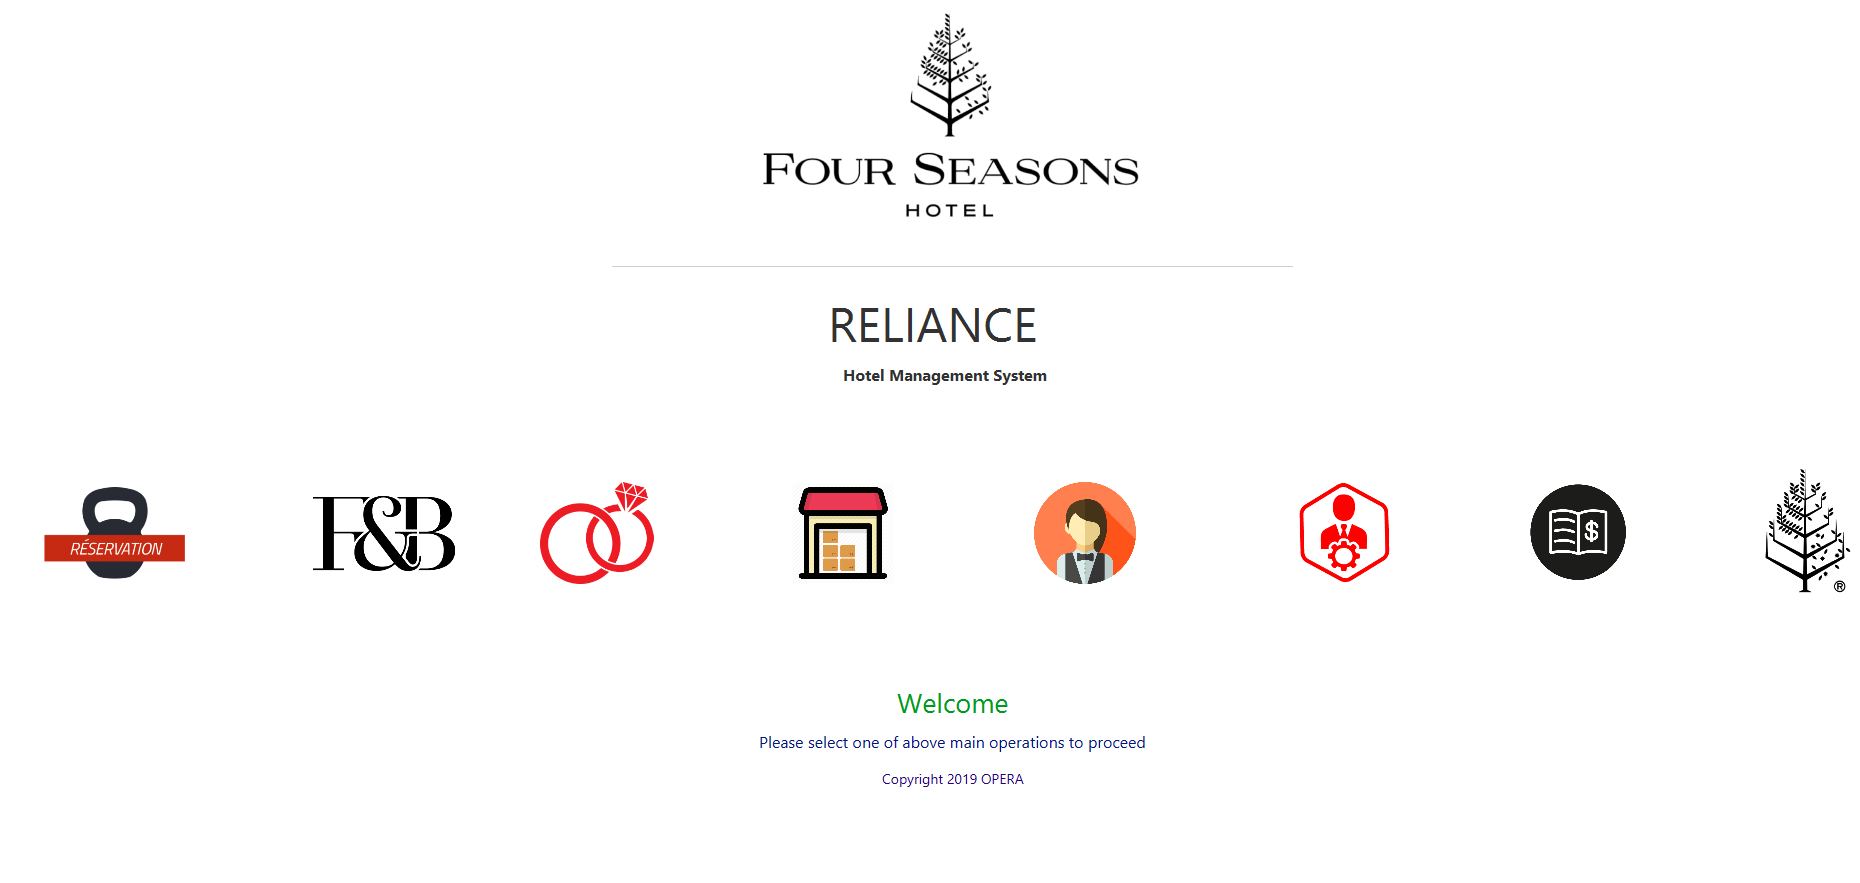 FOUR SEASONS
HOTEL
RELIANCE
Hotel Management System
RÉSERVATION
F&B
$
®
Welcome
Please select one of above main operations to proceed
Copyright 2019 OPERA